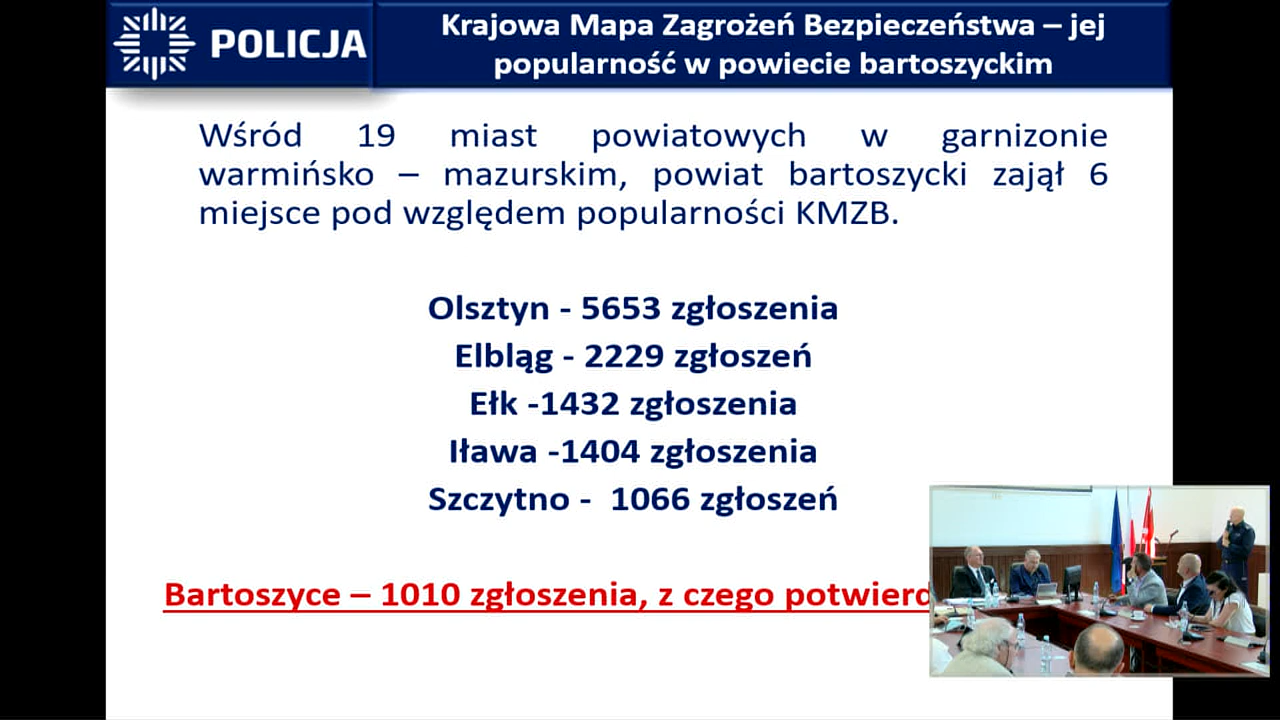 POLICJA
Krajowa Mapa Zagrożeń Bezpieczeństwa – jej
popularność w powiecie bartoszyckim
Wśród 19 miast powiatowych w garnizonie
warmińsko – mazurskim, powiat bartoszycki zajął 6
miejsce pod względem popularności KMZB.
Olsztyn - 5653 zgłoszenia
Elbląg - 2229 zgłoszeń
Ełk -1432 zgłoszenia
Iława -1404 zgłoszenia
Szczytno - 1066 zgłoszeń
Bartoszyce – 1010 zgłoszenia, z czego